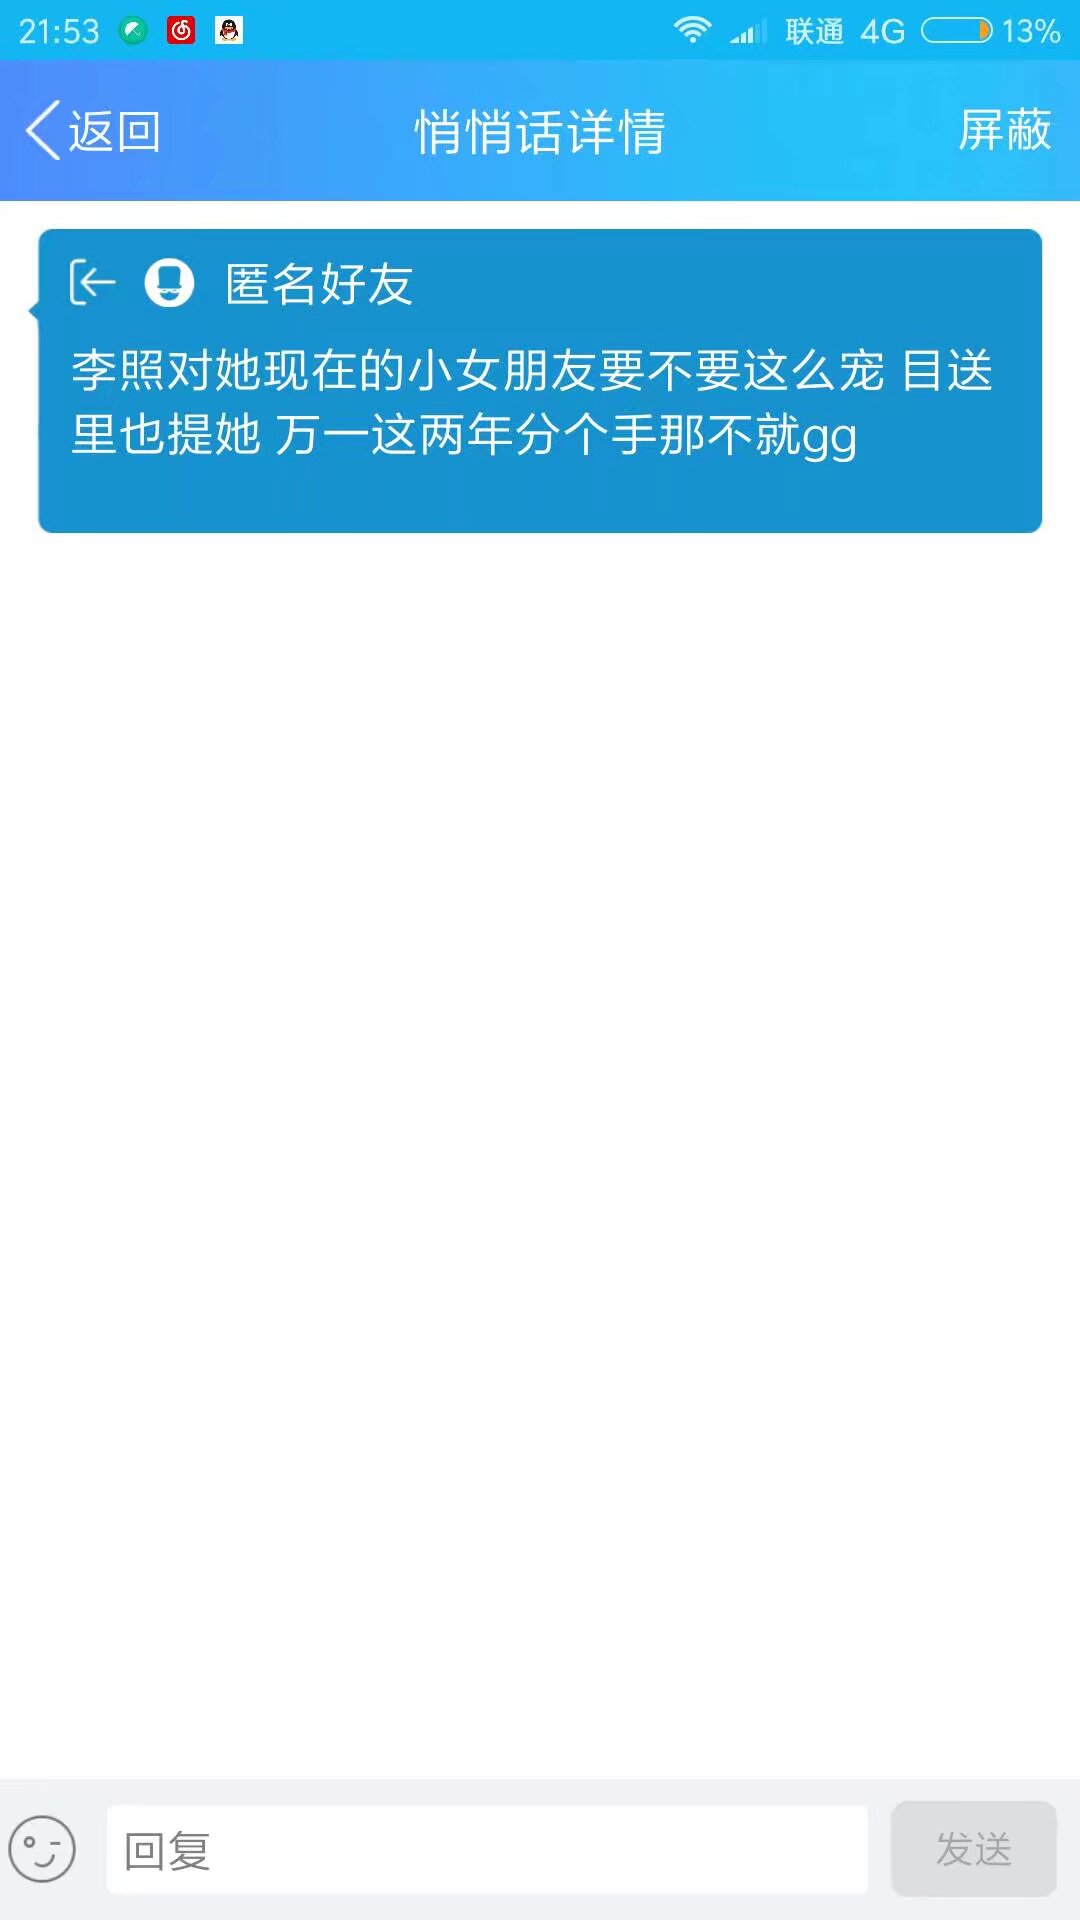 21:53 联通 4G 13%
返回 悄悄话详情 屏蔽
匿名好友
李照对她现在的小女朋友要不要这么宠 目送
里也提她 万一这两年分个手那不就gg
回复 发送